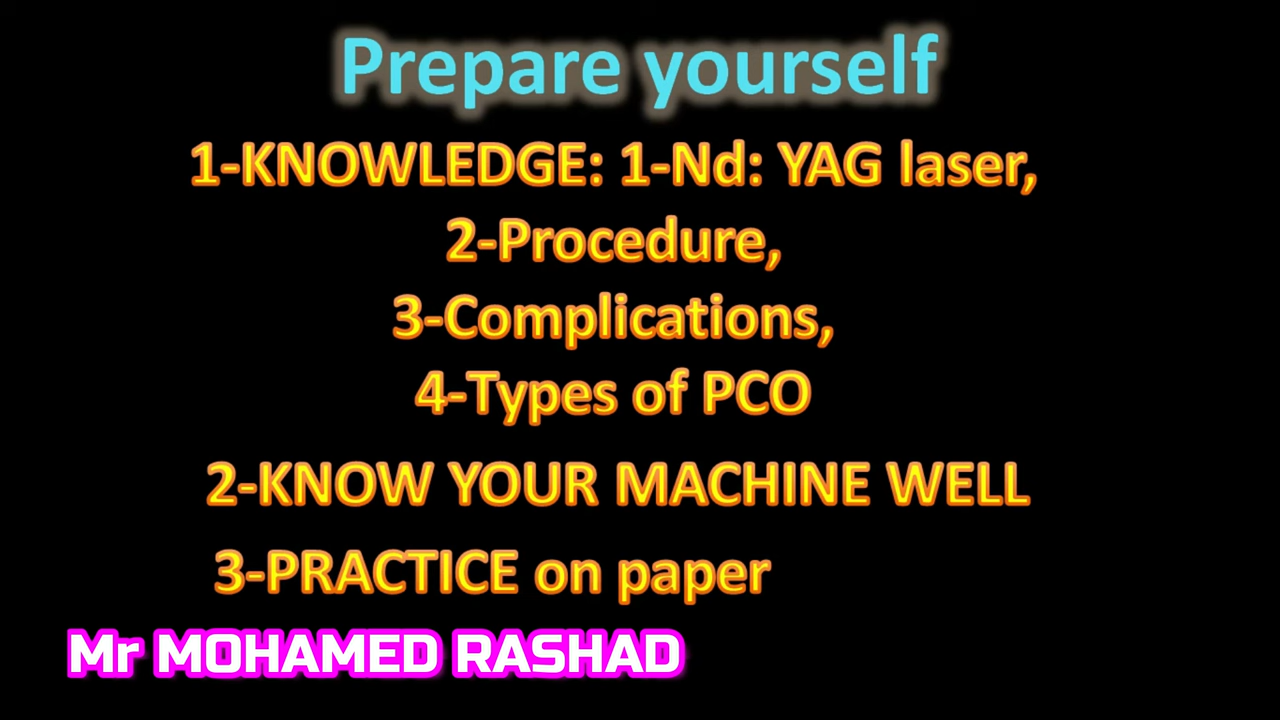 Prepare yourself
1-KNOWLEDGE: 1-Nd: YAG laser,
2-Procedure,
3-Complications,
4-Types of PCO
2-KNOW YOUR MACHINE WELL
3-PRACTICE on paper
Mr MOHAMED RASHAD